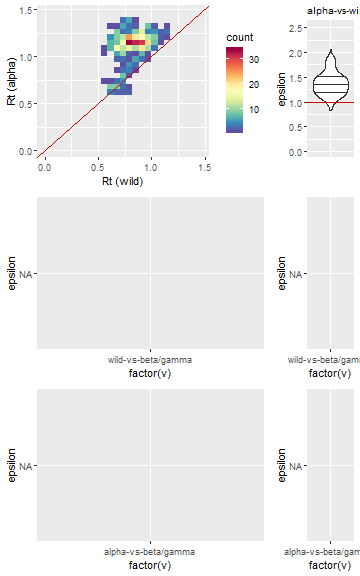 alpha-vs-wi
1.5
1.0
0.5
0.0
Rt (alpha)
0.0
0.5
1.0
1.5
Rt (wild)
count
30
20
10
2.5
2.0
1.5
1.0
0.5
0.0
epsilon
epsilon
NA
wild-vs-beta/gamma
factor(v)
epsilon
NA
wild-vs-beta/gamm
factor(v)
epsilon
NA
alpha-vs-beta/gamma
factor(v)
epsilon
NA
alpha-vs-beta/gam
factor(v)